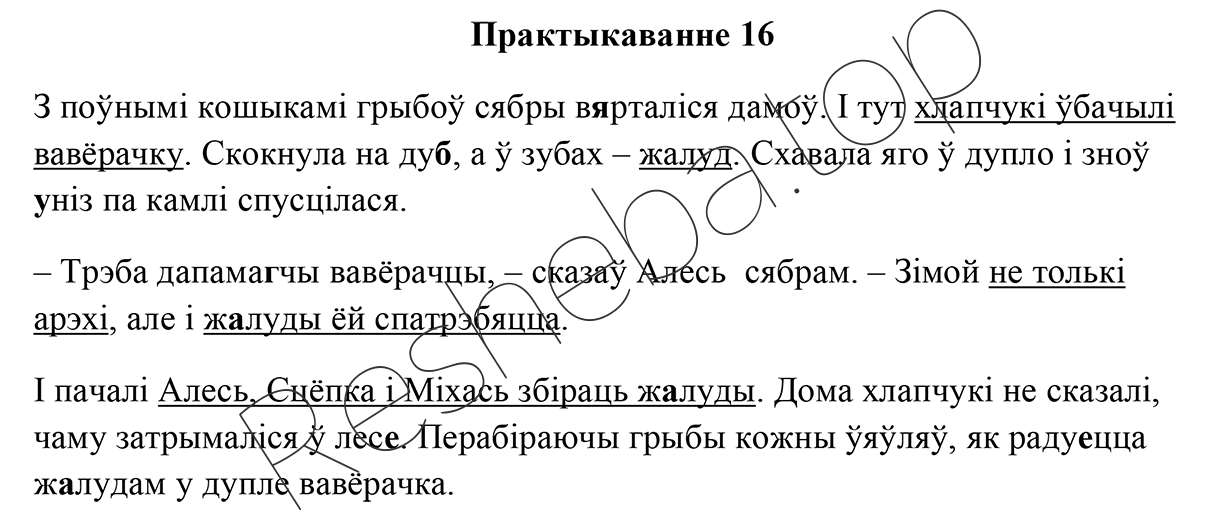 Практыкаванне 16
З поўнымі кошыкамі грыбоў сябры вярталіся дамоў. І тут хлапчукі ўбачылі
вавёрачку. Скокнула на дуб, а ў зубах – жалуд. Схавала яго ў дупло і зноў
уніз па камлі спусцілася.
– Трэба дапамагчы вавёрачцы, – сказаў Алесь сябрам. – Зімой не толькі
арэхі, але і жалуды ёй спатрэбяцца.
І пачалі Алесь, Сцёпка і Міхась збіраць жалуды. Дома хлапчукі не сказалі,
чаму затрымаліся ў лесе. Перабіраючы грыбы кожны ўяўляў, як радуецца
жалудам у дупле вавёрачка.
Resheba.top